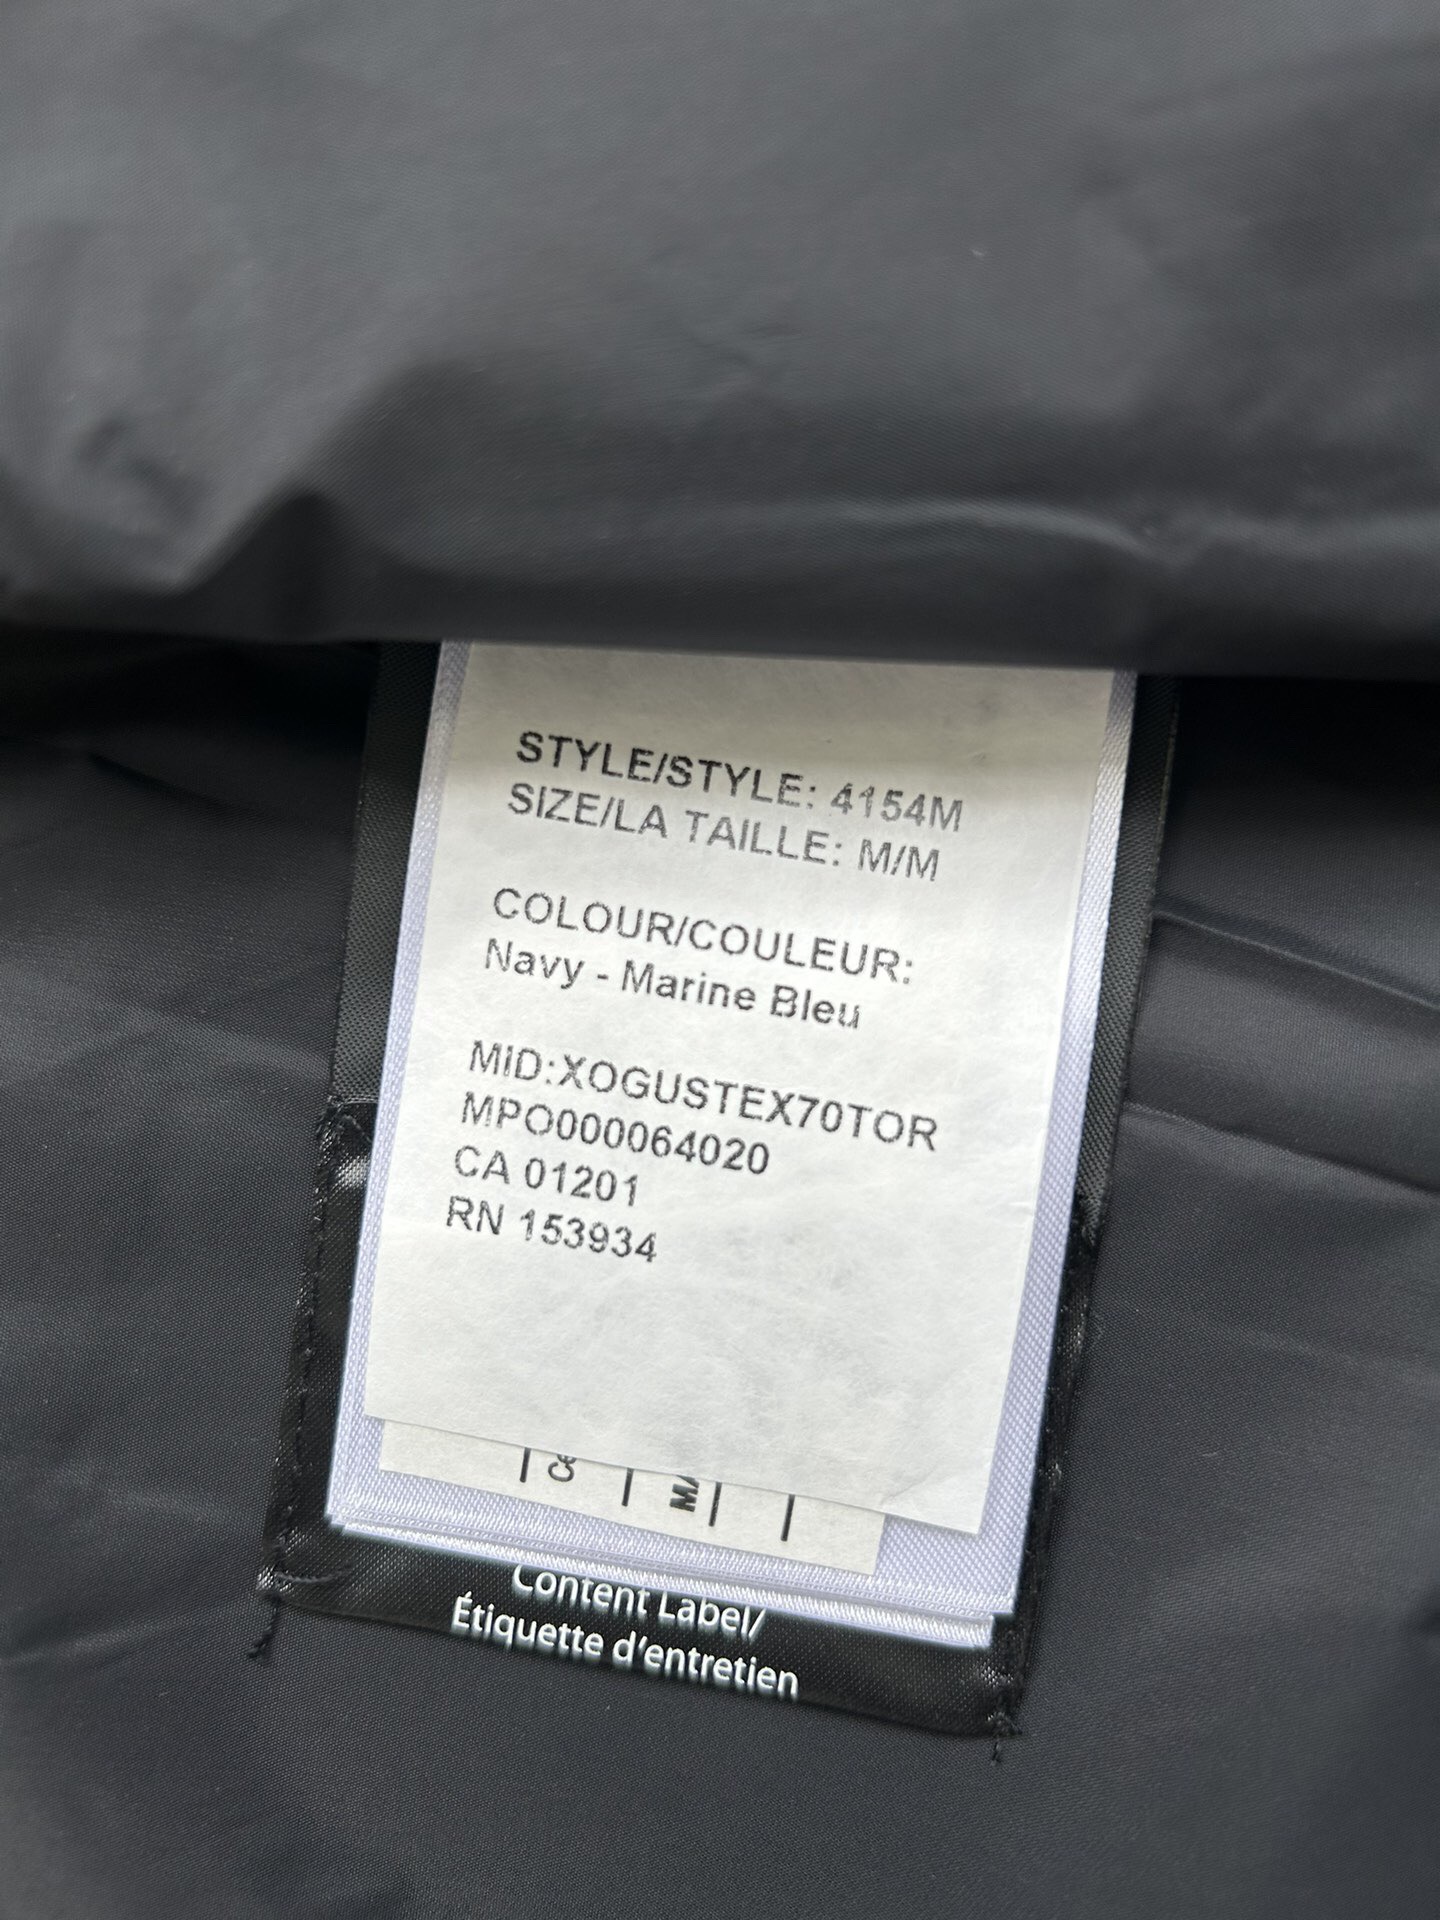 STYLE/STYLE: 4154M
SIZE/LA TAILLE: M/M
COLOUR/COULEUR:
Navy - Marine Bleu
MID:XOGUSTEX70TOR
MPO000064020
CA 01201
RN 153934
Content Label/
Étiquette d'entretien